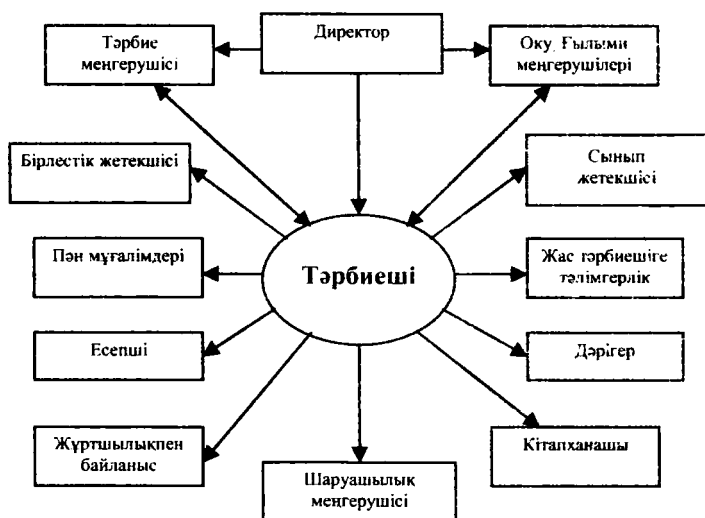 Тәрбие
меңгерушісі
Директор
Оқу, Ғылыми
меңгерушілері
Бірлестік жетекшісі
Сынып
жетекшісі
Пән мұғалімдері
Тәрбиеші
Жас тәрбиешіге
тәлімгерлік
Есепші
Дәрігер
Жұртшылықпен
байланыс
Шаруашылық
меңгерушісі
Кітапханашы